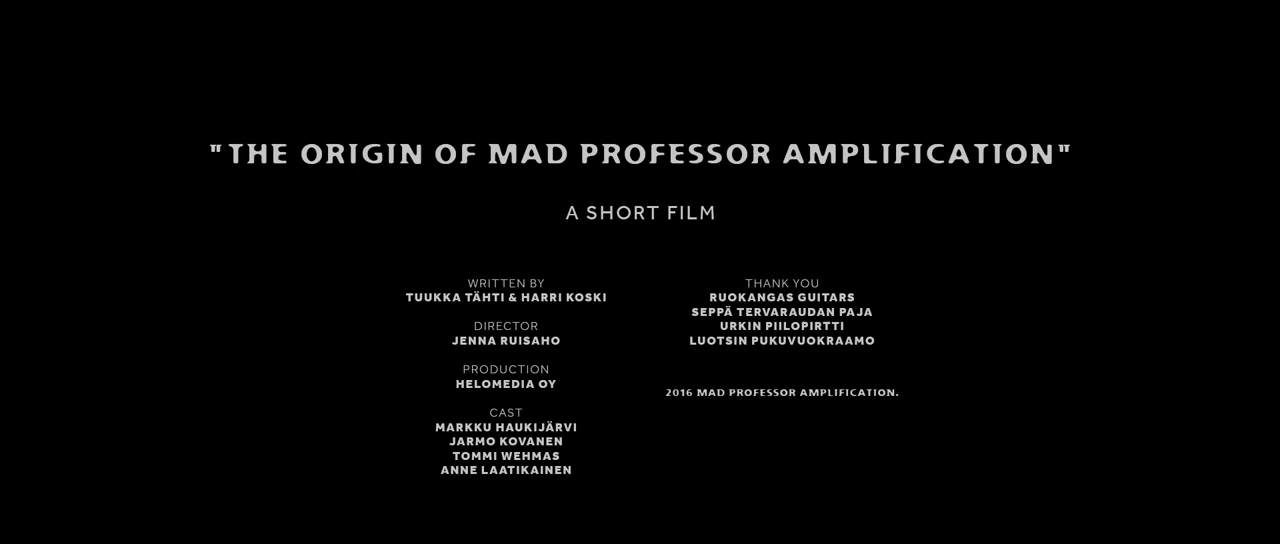 "THE ORIGIN OF MAD PROFESSOR AMPLIFICATION"
A SHORT FILM
WRITTEN BY
TUUKKA TÄHTI & HARRI KOSKI
DIRECTOR
JENNA RUISAHO
PRODUCTION
HELOMEDIA OY
CAST
MARKKU HAUKIJÄRVI
JARMO KOVANEN
TOMMI WEHMAS
ANNE LAATIKAINEN
THANK YOU
RUOKANGAS GUITARS
SEPPÄ TERVARAUDAN PAJA
URKIN PIILOPIRTTI
LUOTSIN PUKUVUOKRAAMO
2016 MAD PROFESSOR AMPLIFICATION.